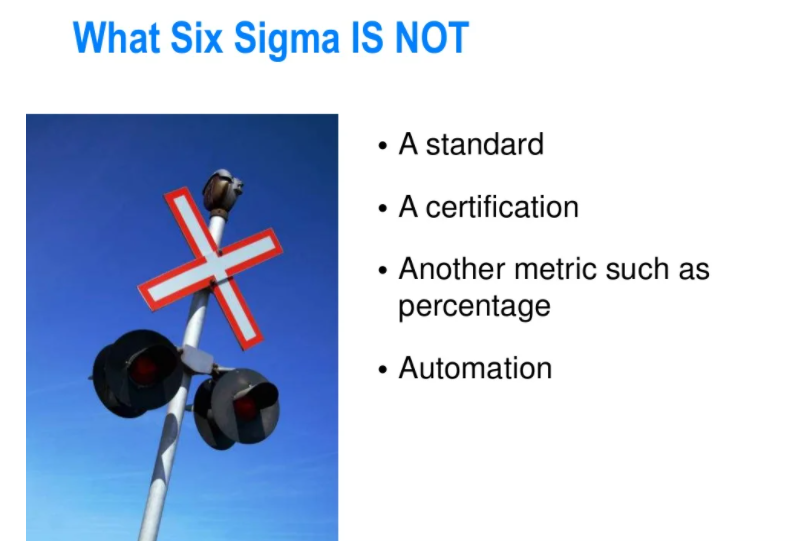 What Six Sigma IS NOT
• A standard
• A certification
• Another metric such as
percentage
• Automation